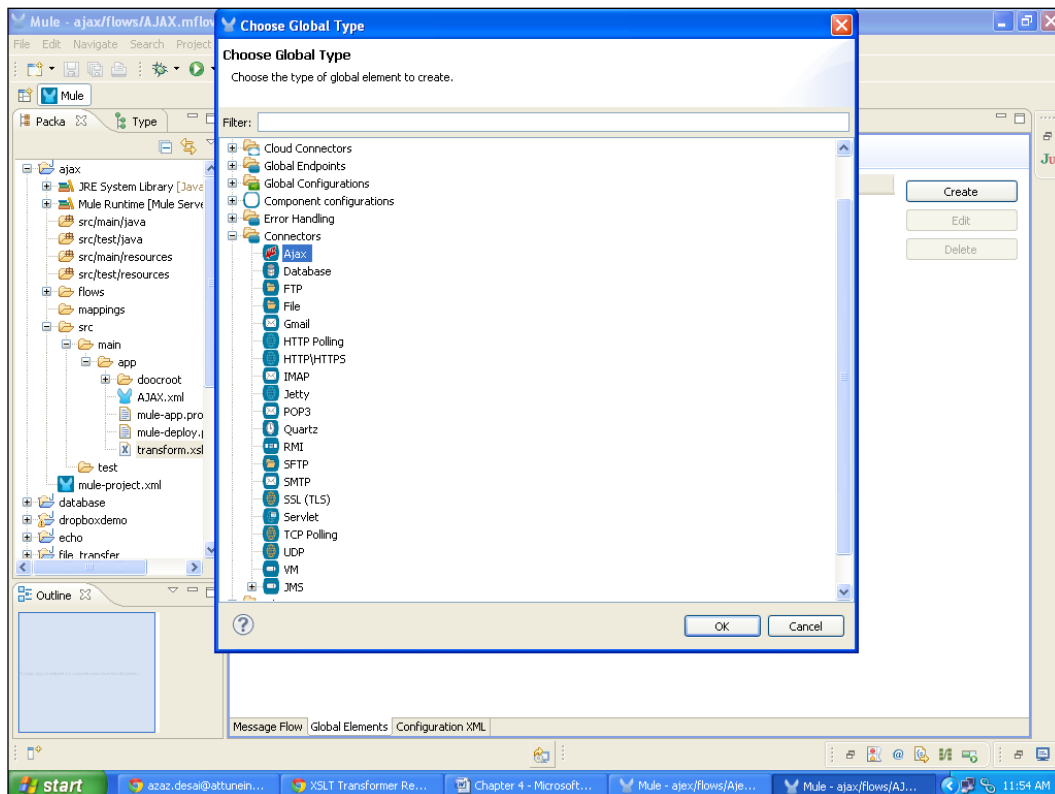 Mule - ajax/flows/AJAX.mflow
Choose Global Type
File Edit Navigate Search Project
Choose Global Type
Choose the type of global element to create.
Mule
Packa
Type
Filter:
Cloud Connectors
Global Endpoints
Global Configurations
Component configurations
Error Handling
Connectors
Ajax
Database
FTP
File
Gmail
HTTP Polling
HTTP\HTTPS
IMAP
Jetty
POP3
Quartz
RMI
SFTP
SMTP
SSL (TLS)
Servlet
TCP Polling
UDP
VM
JMS
ajax
JRE System Library [Java
Mule Runtime [Mule Serve
src/main/java
src/test/java
src/main/resources
src/test/resources
flows
mappings
src
main
app
doocroot
AJAX.xml
mule-app.pro
mule-deploy.p
transform.xsl
test
mule-project.xml
database
dropboxdemo
echo
file_transfer
Create
Edit
Delete
Ju
OK
Cancel
Outline
Message Flow
Global Elements
Configuration XML
start
azaz.desai@attunein...
XSLT Transformer Re...
Chapter 4 - Microsoft...
Mule - ajex/flows/Aje...
Mule - ajax/flows/AJ...
11:54 AM